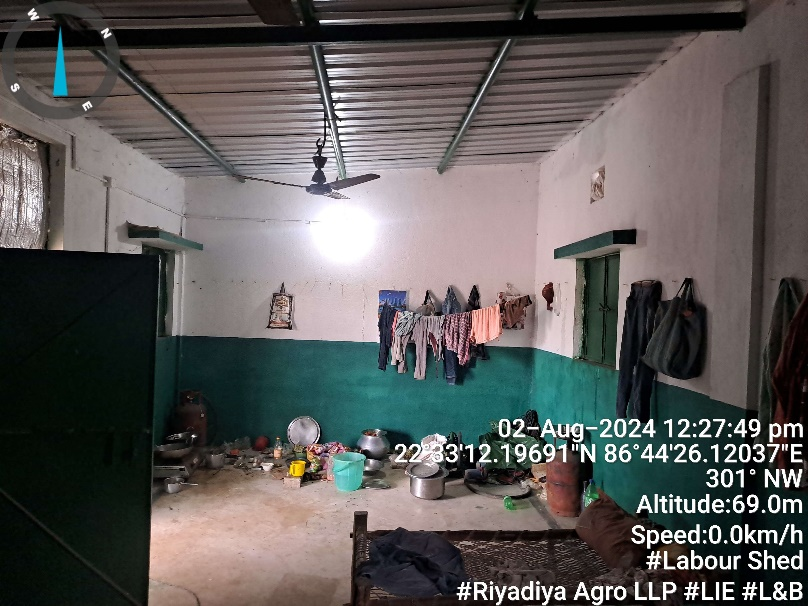 W
N
S
E
02-Aug-2024 12:27:49 pm
22°33'12.19691"N 86°44'26.12037"E
301° NW
Altitude:69.0m
Speed:0.0km/h
#Labour Shed
#Riyadiya Agro LLP #LIE #L&B